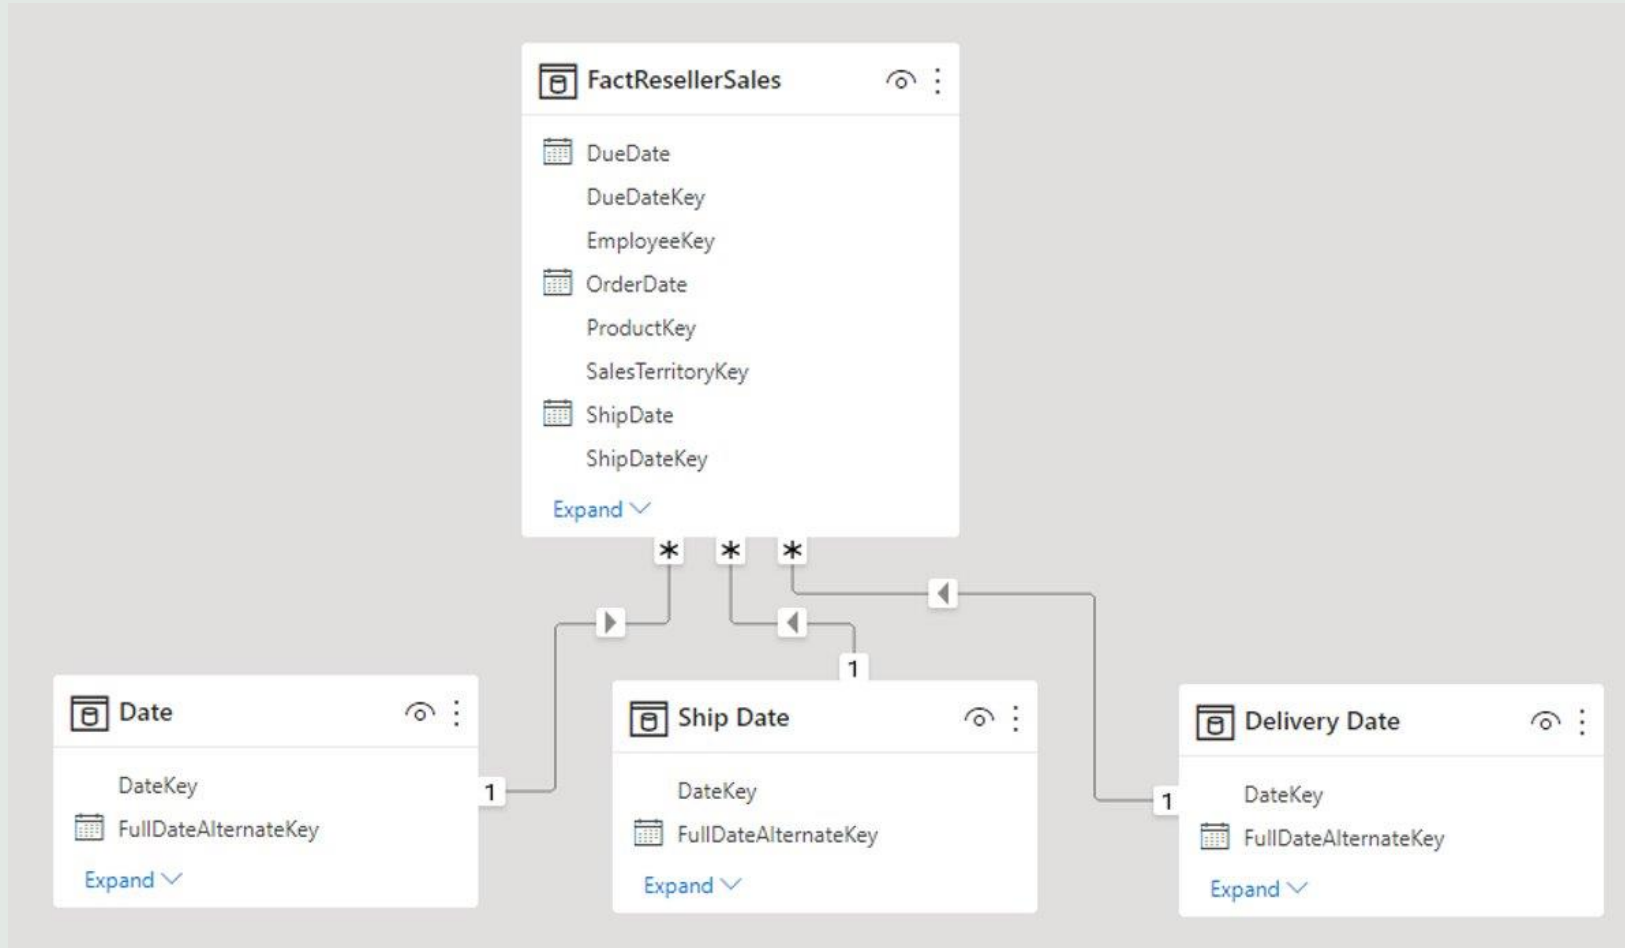 FactResellerSales
DueDate
DueDateKey
EmployeeKey
OrderDate
ProductKey
SalesTerritoryKey
ShipDate
ShipDateKey
Expand
* * *
1
Date
DateKey
FullDateAlternateKey
Expand
1
Ship Date
DateKey
FullDateAlternateKey
Expand
1
Delivery Date
DateKey
FullDateAlternateKey
Expand